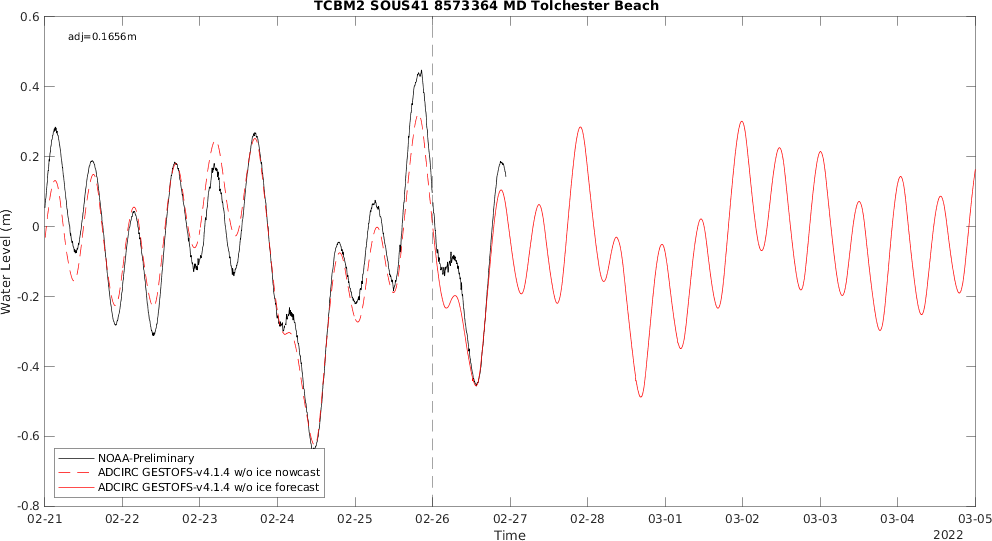 TCBM2 SOUS41 8573364 MD Tolchester Beach
adj=0.1656m
0.6
0.4
0.2
0
-0.2
-0.4
-0.6
-0.8
Water Level (m)
NOAA-Preliminary
ADCIRC GESTOFS-v4.1.4 w/o ice nowcast
ADCIRC GESTOFS-v4.1.4 w/o ice forecast
02-21 02-22 02-23 02-24 02-25 02-26 02-27 02-28 03-01 03-02 03-03 03-04 03-05
Time
2022